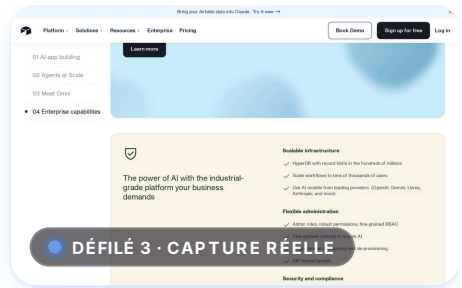 Bring your Airtable data into Claude. Try it now →
Platform Solutions Resources Enterprise Pricing Book Demo Sign up for free Log in
Learn more
01 AI app building
02 Agents at Scale
03 Meet Omni
04 Enterprise capabilities
The power of AI with the industrial-
grade platform your business
demands
Scalable infrastructure
HyperDB with record limits in the hundreds of millions
Scale workflows to tens of thousands of users
Use AI models from leading providers (OpenAI, Gemini, Llama,
Anthropic, and more)
Flexible administration
Admin roles, robust permissions, fine-grained RBAC
DÉFILÉ 3 · CAPTURE RÉELLE
Security and compliance